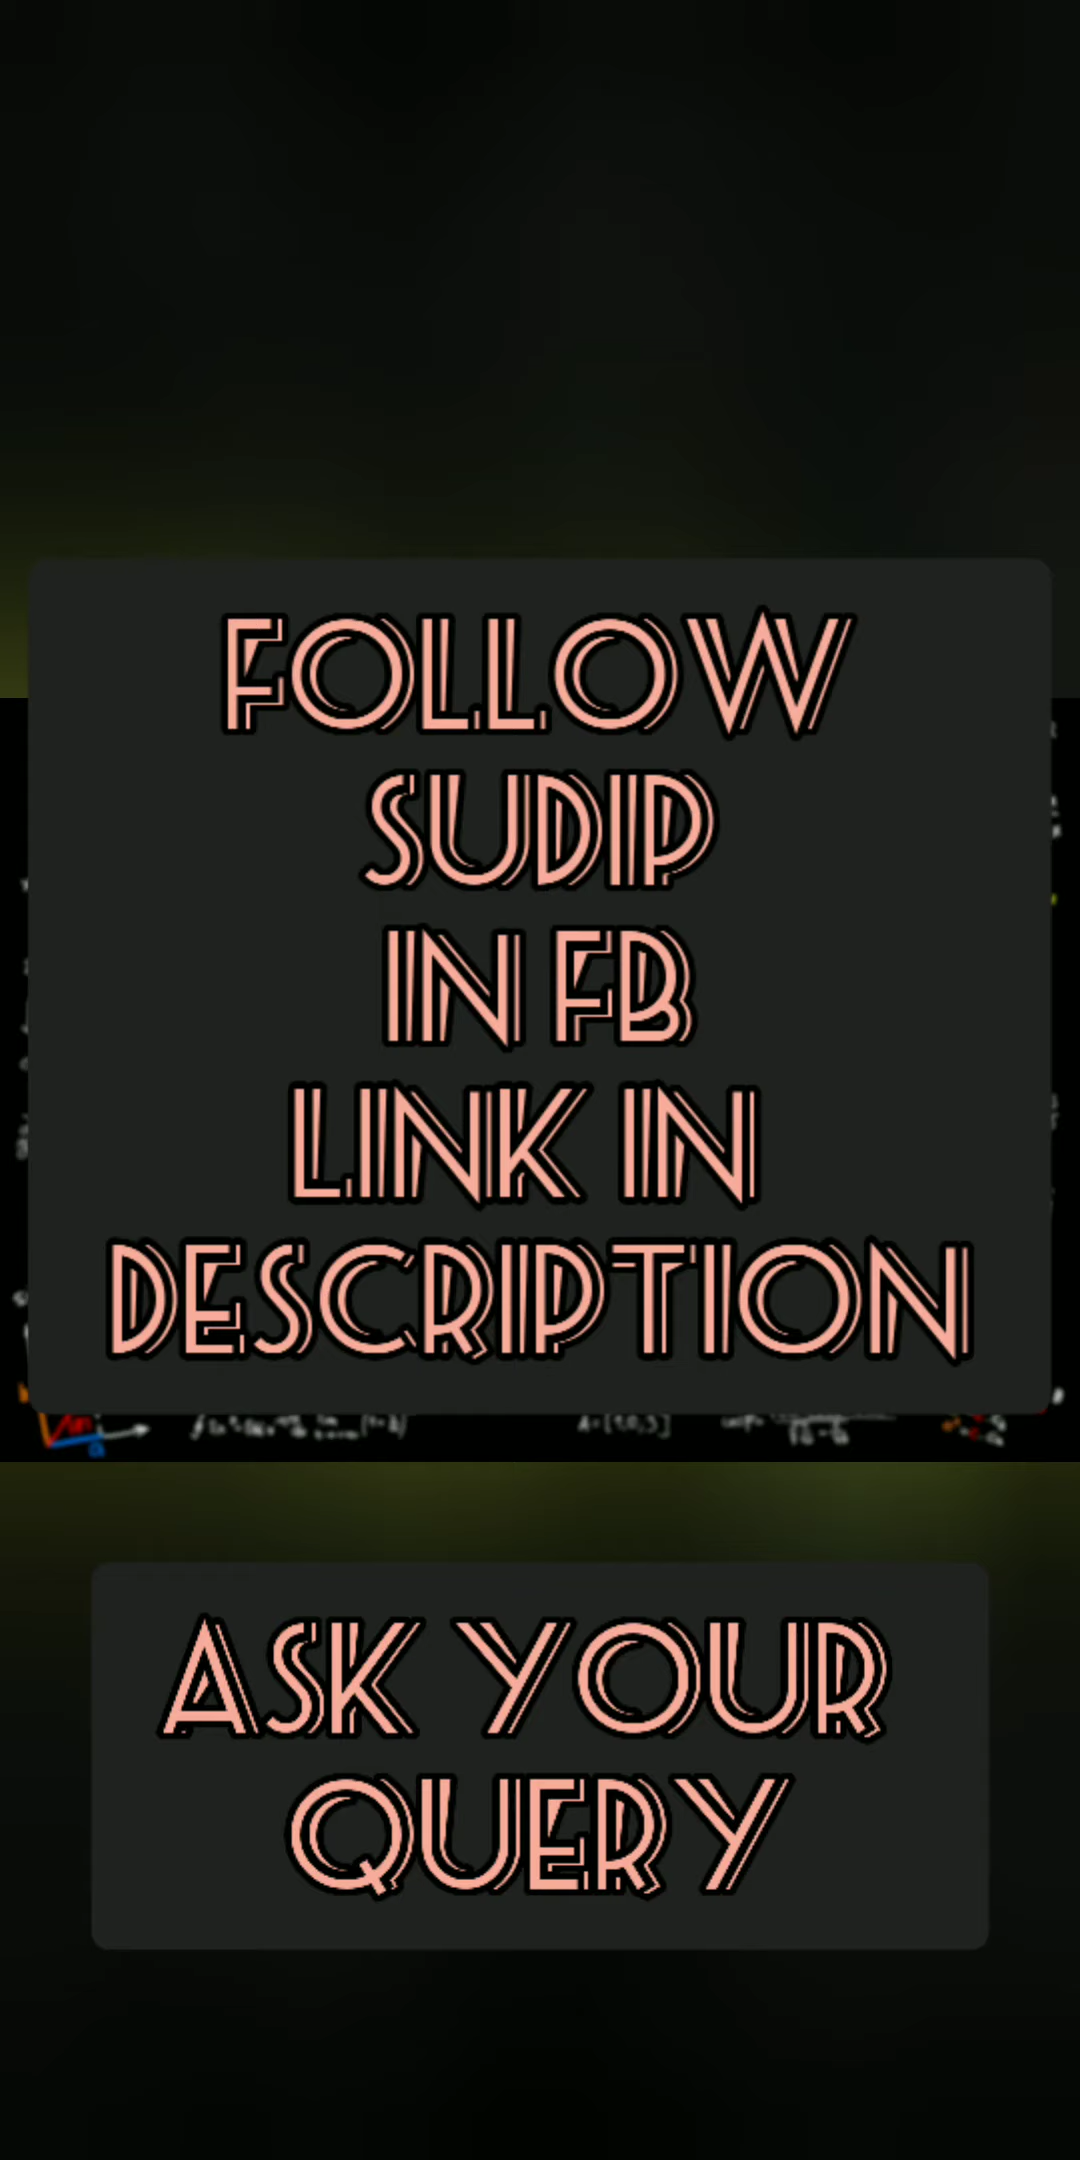 FOLLOW
SUDIP
IN FB
LINK IN
DESCRIPTION
ASK YOUR
QUERY